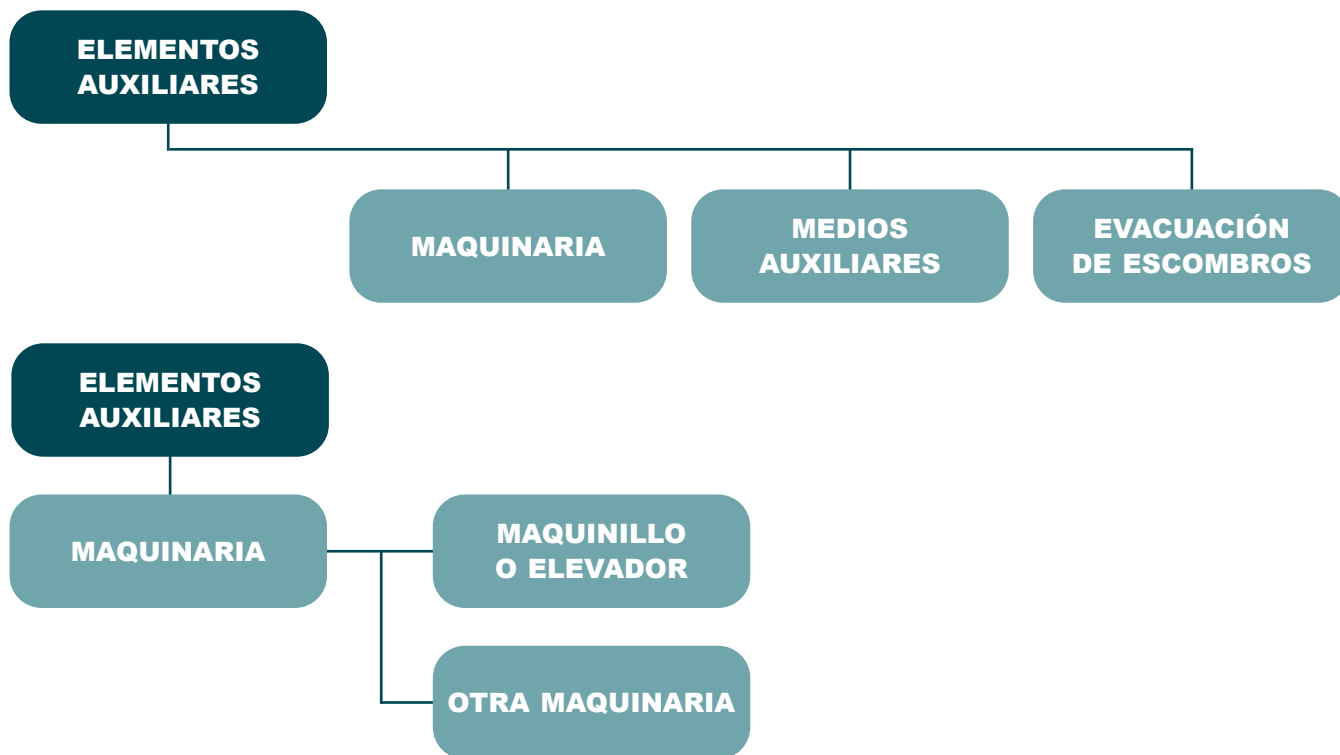 ELEMENTOS
AUXILIARES
MAQUINARIA
MEDIOS
AUXILIARES
EVACUACIÓN
DE ESCOMBROS
ELEMENTOS
AUXILIARES
MAQUINARIA
MAQUINILLO
O ELEVADOR
OTRA MAQUINARIA